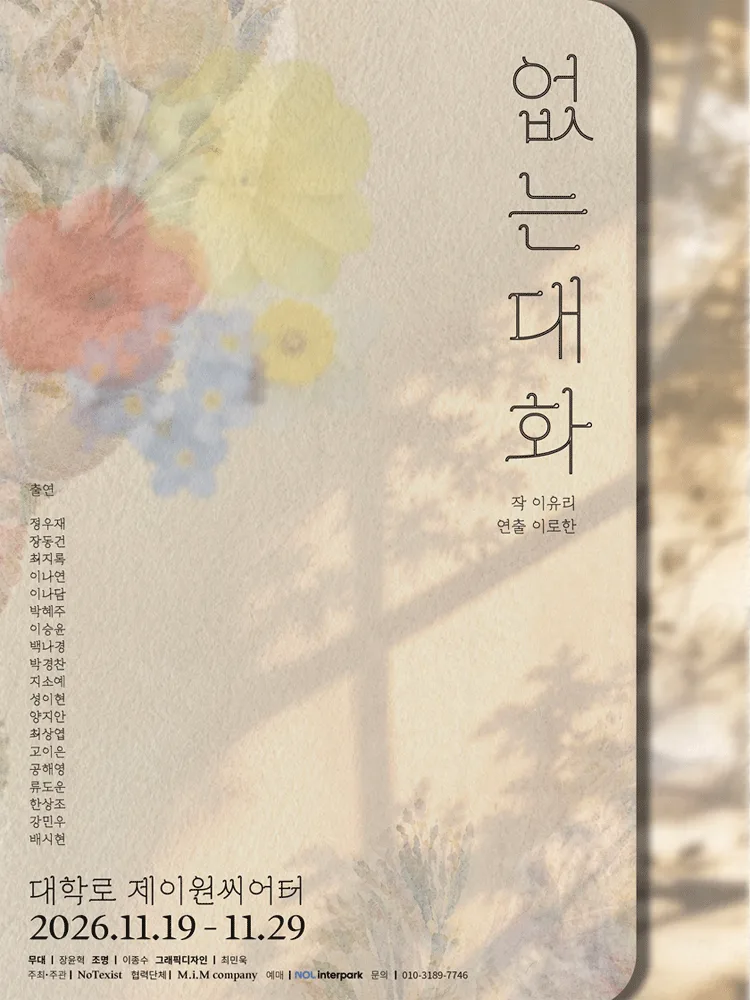 없는대화
작 이유리
연출 이로한
출연
정우재
장동건
최지록
이나연
이나담
박혜주
이승윤
백나경
박경찬
지소예
성이현
양지안
최상엽
고이은
공해영
류도운
한상조
강민우
배시현
대학로 제이원씨어터
2026.11.19 - 11.29
무대 | 장윤혁 조명 | 이종수 그래픽디자인 | 최민욱
주최·주관 | NoTexist 협력단체 | M.i.M company 예매 | NOL interpark 문의 | 010-3189-7746